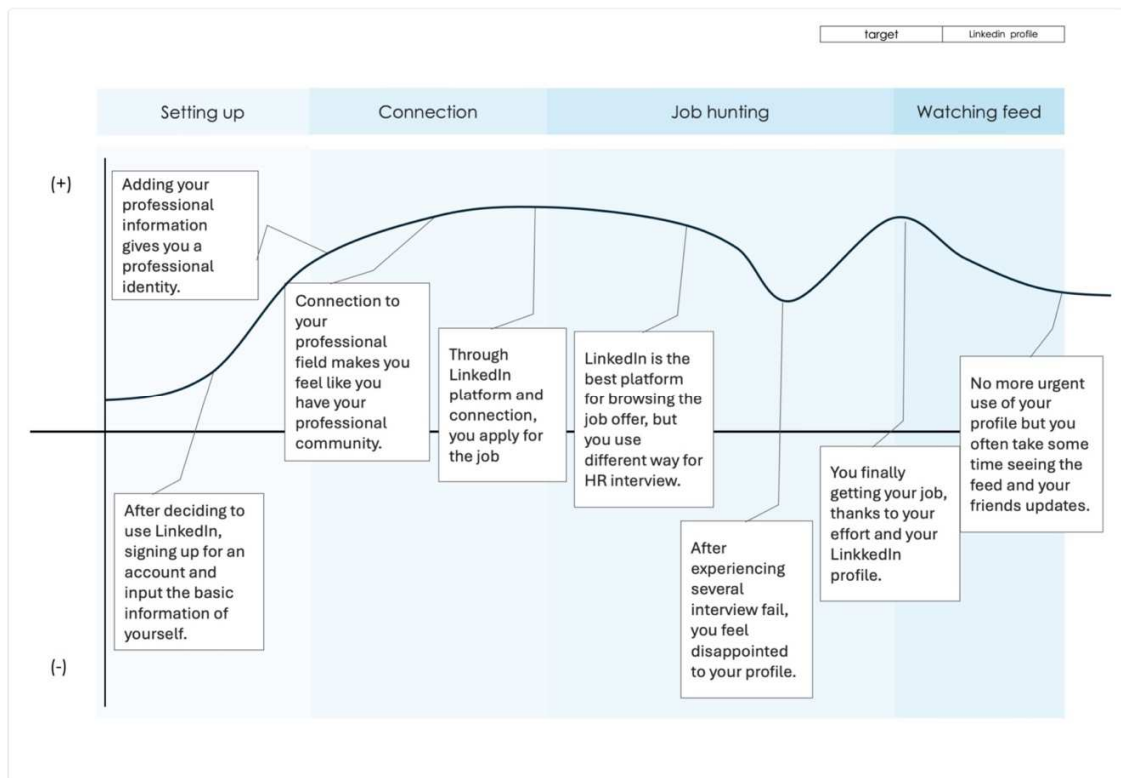 target
Linkedin profile
Setting up
Connection
Job hunting
Watching feed
(+)
Adding your
professional
information
gives you a
professional
identity.
Connection to
your
professional
field makes you
feel like you
have your
professional
community.
Through
LinkedIn
platform and
connection,
you apply for
the job
LinkedIn is the
best platform
for browsing the
job offer, but
you use
different way for
HR interview.
No more urgent
use of your
profile but you
often take some
time seeing the
feed and your
friends updates.
You finally
getting your job,
thanks to your
effort and your
LinkkedIn
profile.
After deciding to
use LinkedIn,
signing up for an
account and
input the basic
information of
yourself.
After
experiencing
several
interview fail,
you feel
disappointed
to your profile.
(-)